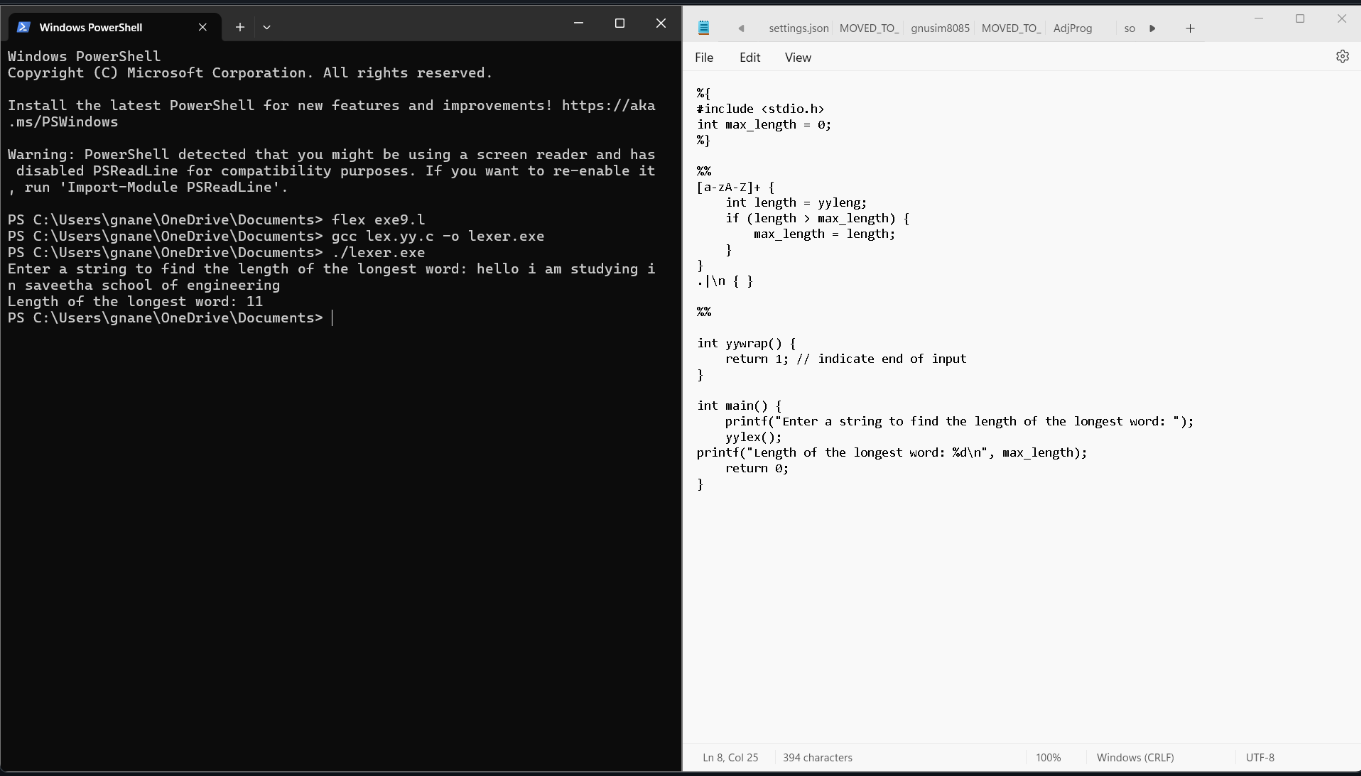 Windows PowerShell
Windows PowerShell
Copyright (C) Microsoft Corporation. All rights reserved.
Install the latest PowerShell for new features and improvements! https://aka
.ms/PSWindows
Warning: PowerShell detected that you might be using a screen reader and has
disabled PSReadLine for compatibility purposes. If you want to re-enable it
, run 'Import-Module PSReadLine'.
PS C:\Users\gnane\OneDrive\Documents> flex exe9.l
PS C:\Users\gnane\OneDrive\Documents> gcc lex.yy.c -o lexer.exe
PS C:\Users\gnane\OneDrive\Documents> ./lexer.exe
Enter a string to find the length of the longest word: hello i am studying i
n saveetha school of engineering
Length of the longest word: 11
PS C:\Users\gnane\OneDrive\Documents>
settings.json MOVED_TO_ gnusim8085 MOVED_TO_ AdjProg so
File Edit View
%{
#include <stdio.h>
int max_length = 0;
%}
%%
[a-zA-Z]+ {
    int length = yyleng;
    if (length > max_length) {
        max_length = length;
    }
}
.|\n { }
%%
int yywrap() {
    return 1; // indicate end of input
}
int main() {
    printf("Enter a string to find the length of the longest word: ");
    yylex();
printf("Length of the longest word: %d\n", max_length);
    return 0;
}
Ln 8, Col 25 394 characters 100% Windows (CRLF) UTF-8